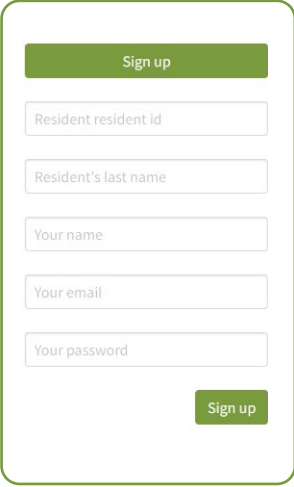 Sign up
Resident resident id
Resident's last name
Your name
Your email
Your password
Sign up